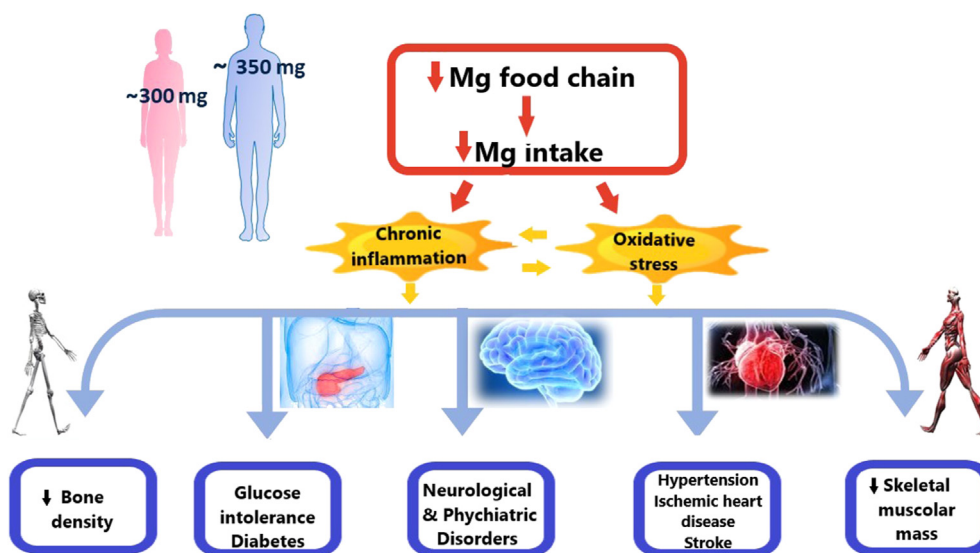 ~300 mg
~ 350 mg
↓ Mg food chain
↓ Mg intake
Chronic
inflammation
Oxidative
stress
↓ Bone
density
Glucose
intolerance
Diabetes
Neurological
& Phychiatric
Disorders
Hypertension
Ischemic heart
disease
Stroke
↓ Skeletal
muscolar
mass